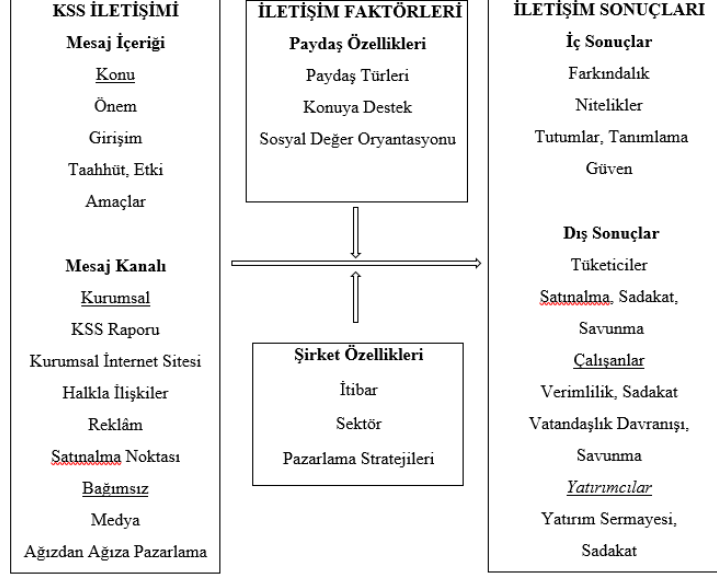 KSS İLETİŞİMİ
Mesaj İçeriği
Konu
Önem
Girişim
Taahhüt, Etki
Amaçlar
Mesaj Kanalı
Kurumsal
KSS Raporu
Kurumsal İnternet Sitesi
Halkla İlişkiler
Reklâm
Satınalma Noktası
Bağımsız
Medya
Ağızdan Ağıza Pazarlama
İLETİŞİM FAKTÖRLERİ
Paydaş Özellikleri
Paydaş Türleri
Konuya Destek
Sosyal Değer Oryantasyonu
Şirket Özellikleri
İtibar
Sektör
Pazarlama Stratejileri
İLETİŞİM SONUÇLARI
İç Sonuçlar
Farkındalık
Nitelikler
Tutumlar, Tanımlama
Güven
Dış Sonuçlar
Tüketiciler
Satınalma, Sadakat,
Savunma
Çalışanlar
Verimlilik, Sadakat
Vatandaşlık Davranışı,
Savunma
Yatırımcılar
Yatırım Sermayesi,
Sadakat